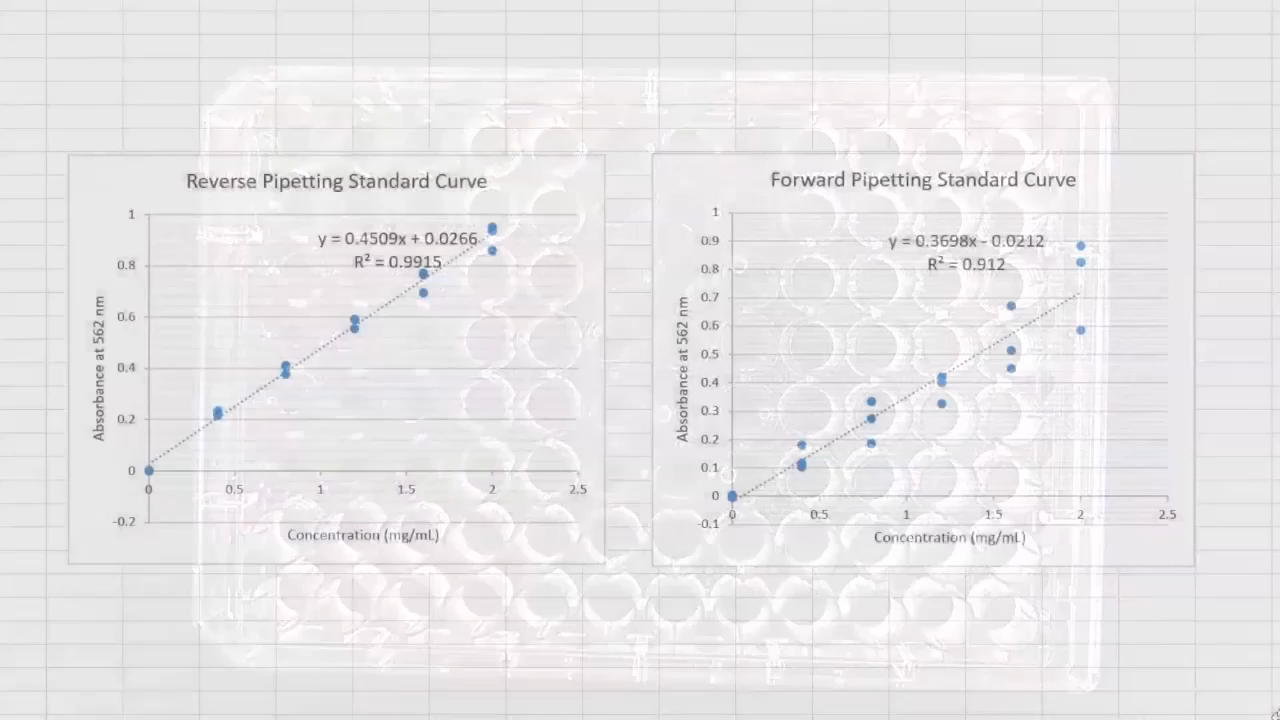 Reverse Pipetting Standard Curve
y = 0.4509x + 0.0266
R² = 0.9915
Absorbance at 562 nm
1
0.8
0.6
0.4
0.2
0
-0.2
0 0.5 1 1.5 2 2.5
Concentration (mg/mL)
Forward Pipetting Standard Curve
y = 0.3698x - 0.0212
R² = 0.912
Absorbance at 562 nm
1
0.9
0.8
0.7
0.6
0.5
0.4
0.3
0.2
0.1
0
-0.1
0 0.5 1 1.5 2 2.5
Concentration (mg/mL)